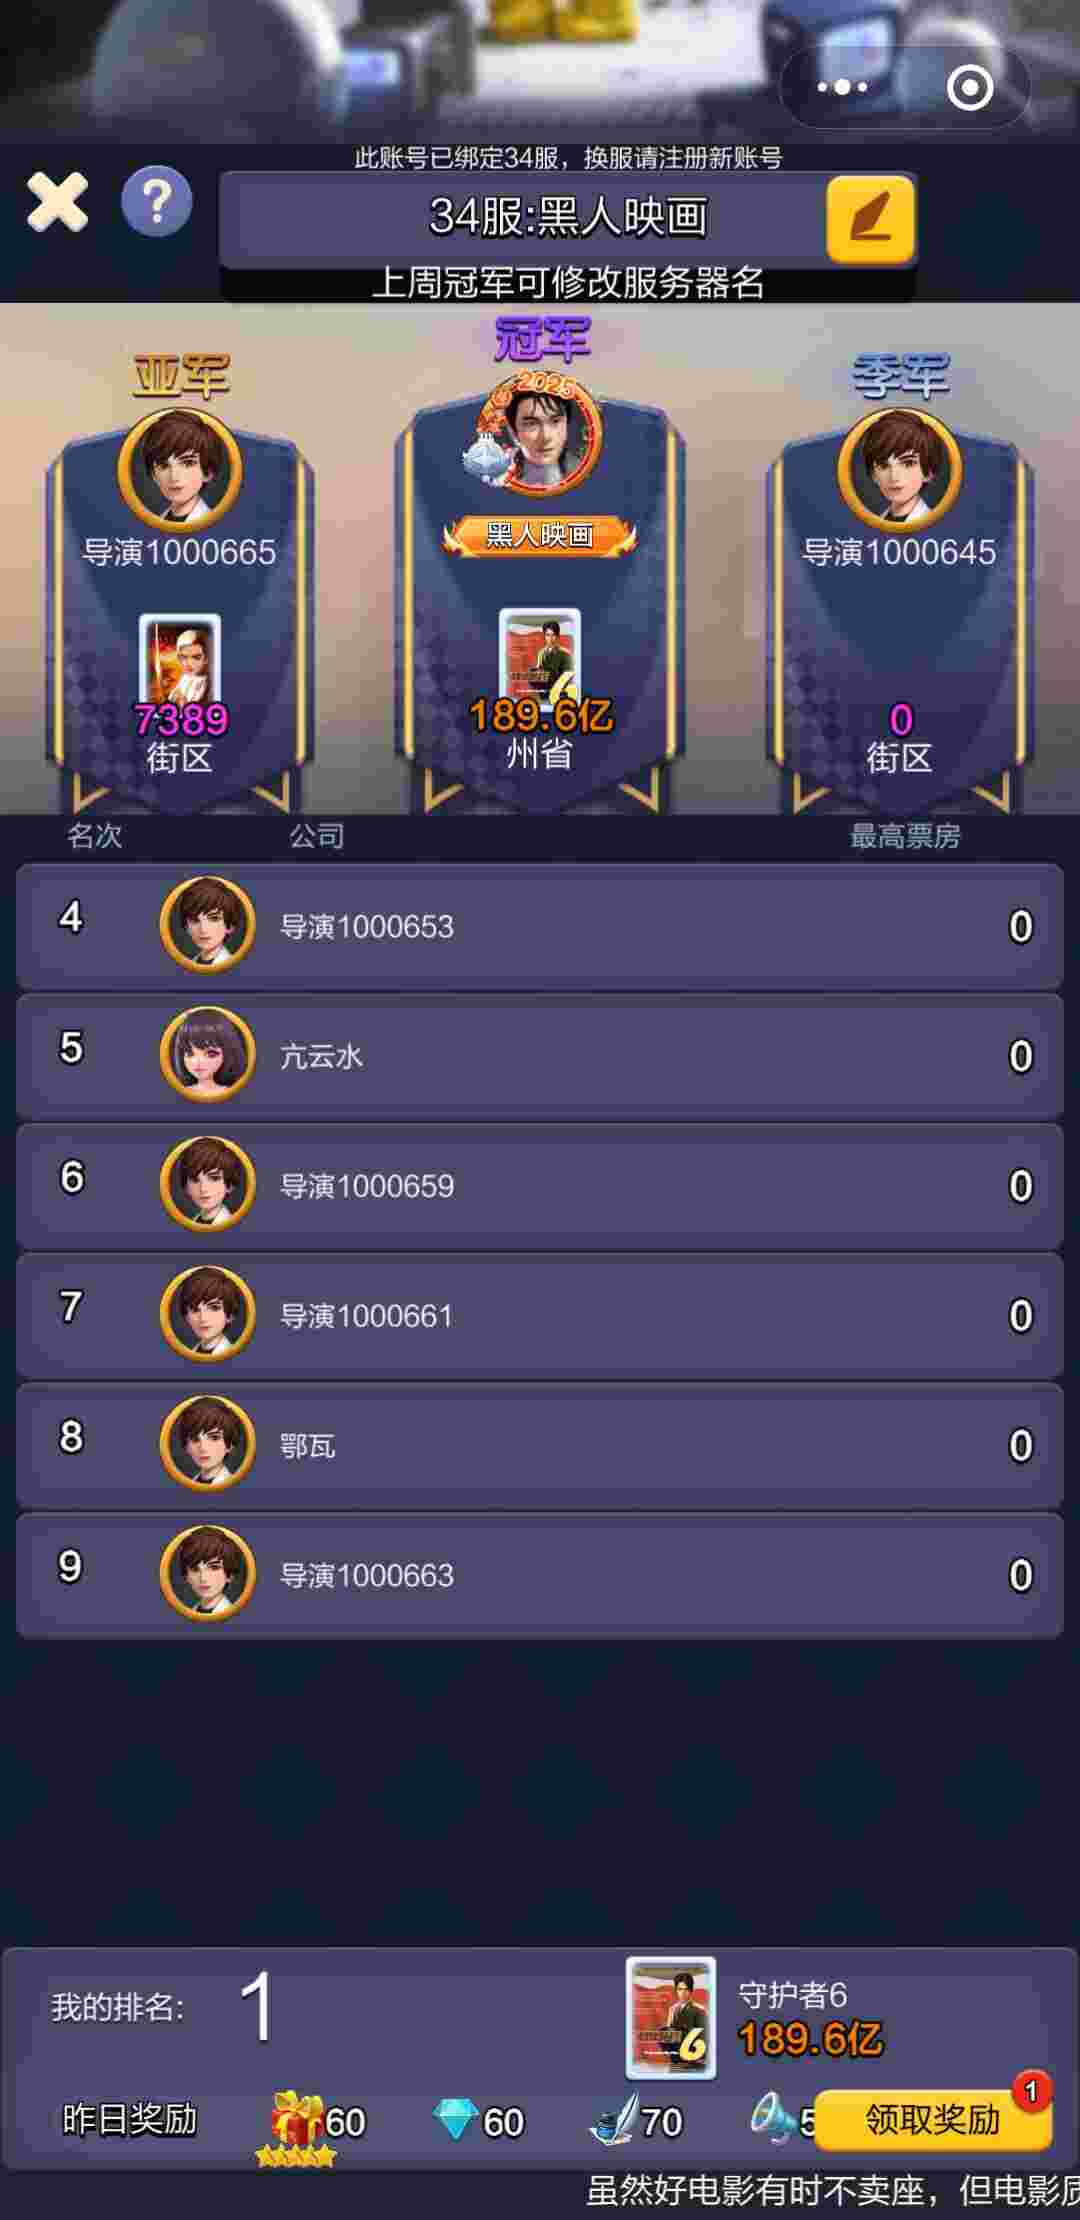 此账号已绑定34服，换服请注册新账号
?
34服:黑人映画
上周冠军可修改服务器名
亚军
冠军
季军
2025
导演1000665
黑人映画
导演1000645
6
7389
189.6亿
0
街区
州省
街区
名次 公司 最高票房
4 导演1000653 0
5 亢云水 0
6 导演1000659 0
7 导演1000661 0
8 鄂瓦 0
9 导演1000663 0
我的排名: 1
6
守护者6
189.6亿
昨日奖励 60 60 70 5 领取奖励 1
虽然好电影有时不卖座，但电影质